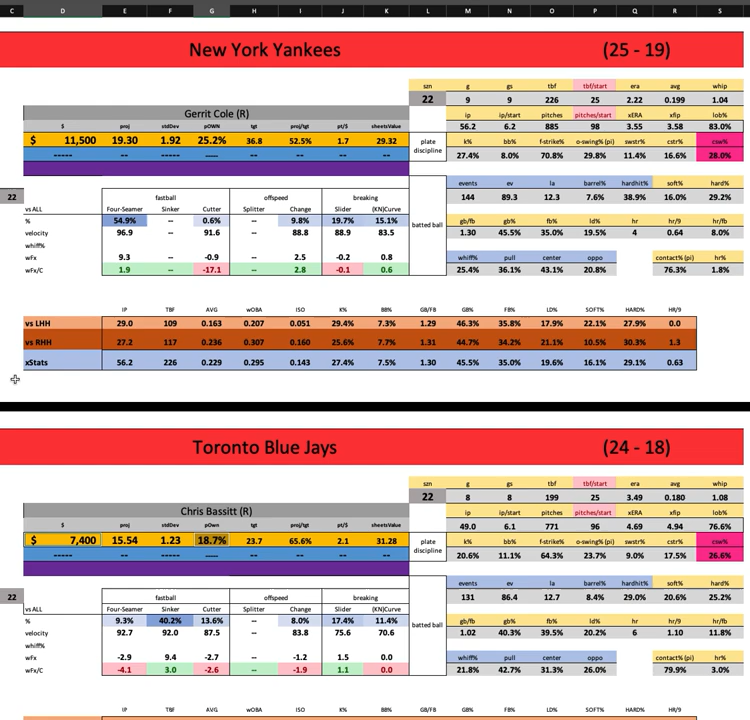 C D E F G H I J K L M N O P Q R S
New York Yankees (25 - 19)
szn g gs tbf tbf/start era avg whip
22 9 9 226 25 2.22 0.199 1.04
Gerrit Cole (R) ip ip/start pitches pitches/start xERA xfip lob%
$ proj stdDev pOWN tgt proj/tgt pt/$ sheetsValue 56.2 6.2 885 98 3.55 3.58 83.0%
$ 11,500 19.30 1.92 25.2% 36.8 52.5% 1.7 29.32 plate discipline k% bb% f-strike% o-swing% (pi) swstr% cstr% csw%
----- -- -- ---- -- -- -- -- 27.4% 8.0% 70.8% 29.8% 11.4% 16.6% 28.0%
events ev la barrel% hardhit% soft% hard%
22 fastball offspeed breaking 144 89.3 12.3 7.6% 38.9% 16.0% 29.2%
vs ALL Four-Seamer Sinker Cutter Splitter Change Slider (KN)Curve
% 54.9% -- 0.6% -- 9.8% 19.7% 15.1% batted ball gb/fb gb% fb% ld% hr hr/9 hr/fb
velocity 96.9 -- 91.6 -- 88.8 88.9 83.5 1.30 45.5% 35.0% 19.5% 4 0.64 8.0%
whiff%
wFx 9.3 -0.9 2.5 -0.2 0.8 whiff% pull center oppo contact% (pi) hr%
wFx/C 1.9 -- -17.1 -- 2.8 -0.1 0.6 25.4% 36.1% 43.1% 20.8% 76.3% 1.8%
IP TBF AVG wOBA ISO K% BB% GB/FB GB% FB% LD% SOFT% HARD% HR/9
vs LHH 29.0 109 0.163 0.207 0.051 29.4% 7.3% 1.29 46.3% 35.8% 17.9% 22.1% 27.9% 0.0
vs RHH 27.2 117 0.236 0.307 0.160 25.6% 7.7% 1.31 44.7% 34.2% 21.1% 10.5% 30.3% 1.3
xStats 56.2 226 0.229 0.295 0.143 27.4% 7.5% 1.30 45.5% 35.0% 19.6% 16.1% 29.1% 0.63
Toronto Blue Jays (24 - 18)
szn g gs tbf tbf/start era avg whip
22 8 8 199 25 3.49 0.180 1.08
Chris Bassitt (R) ip ip/start pitches pitches/start xERA xfip lob%
$ proj stdDev pOwn tgt proj/tgt pt/$ sheetsValue 49.0 6.1 771 96 4.69 4.94 76.6%
$ 7,400 15.54 1.23 18.7% 23.7 65.6% 2.1 31.28 plate discipline k% bb% f-strike% o-swing% (pi) swstr% cstr% csw%
----- -- -- ---- -- -- -- -- 20.6% 11.1% 64.3% 23.7% 9.0% 17.5% 26.6%
events ev la barrel% hardhit% soft% hard%
22 fastball offspeed breaking 131 86.4 12.7 8.4% 29.0% 20.6% 25.2%
vs ALL Four-Seamer Sinker Cutter Splitter Change Slider (KN)Curve
% 9.3% 40.2% 13.6% -- 8.0% 17.4% 11.4% batted ball gb/fb gb% fb% ld% hr hr/9 hr/fb
velocity 92.7 92.0 87.5 -- 83.8 75.6 70.6 1.02 40.3% 39.5% 20.2% 6 1.10 11.8%
whiff%
wFx -2.9 9.4 -2.7 -- -1.2 1.5 0.0 whiff% pull center oppo contact% (pi) hr%
wFx/C -4.1 3.0 -2.6 -- -1.9 1.1 0.0 21.8% 42.7% 31.3% 26.0% 79.9% 3.0%
IP TBF AVG wOBA ISO K% BB% GB/FB GB% FB% LD% SOFT% HARD% HR/9